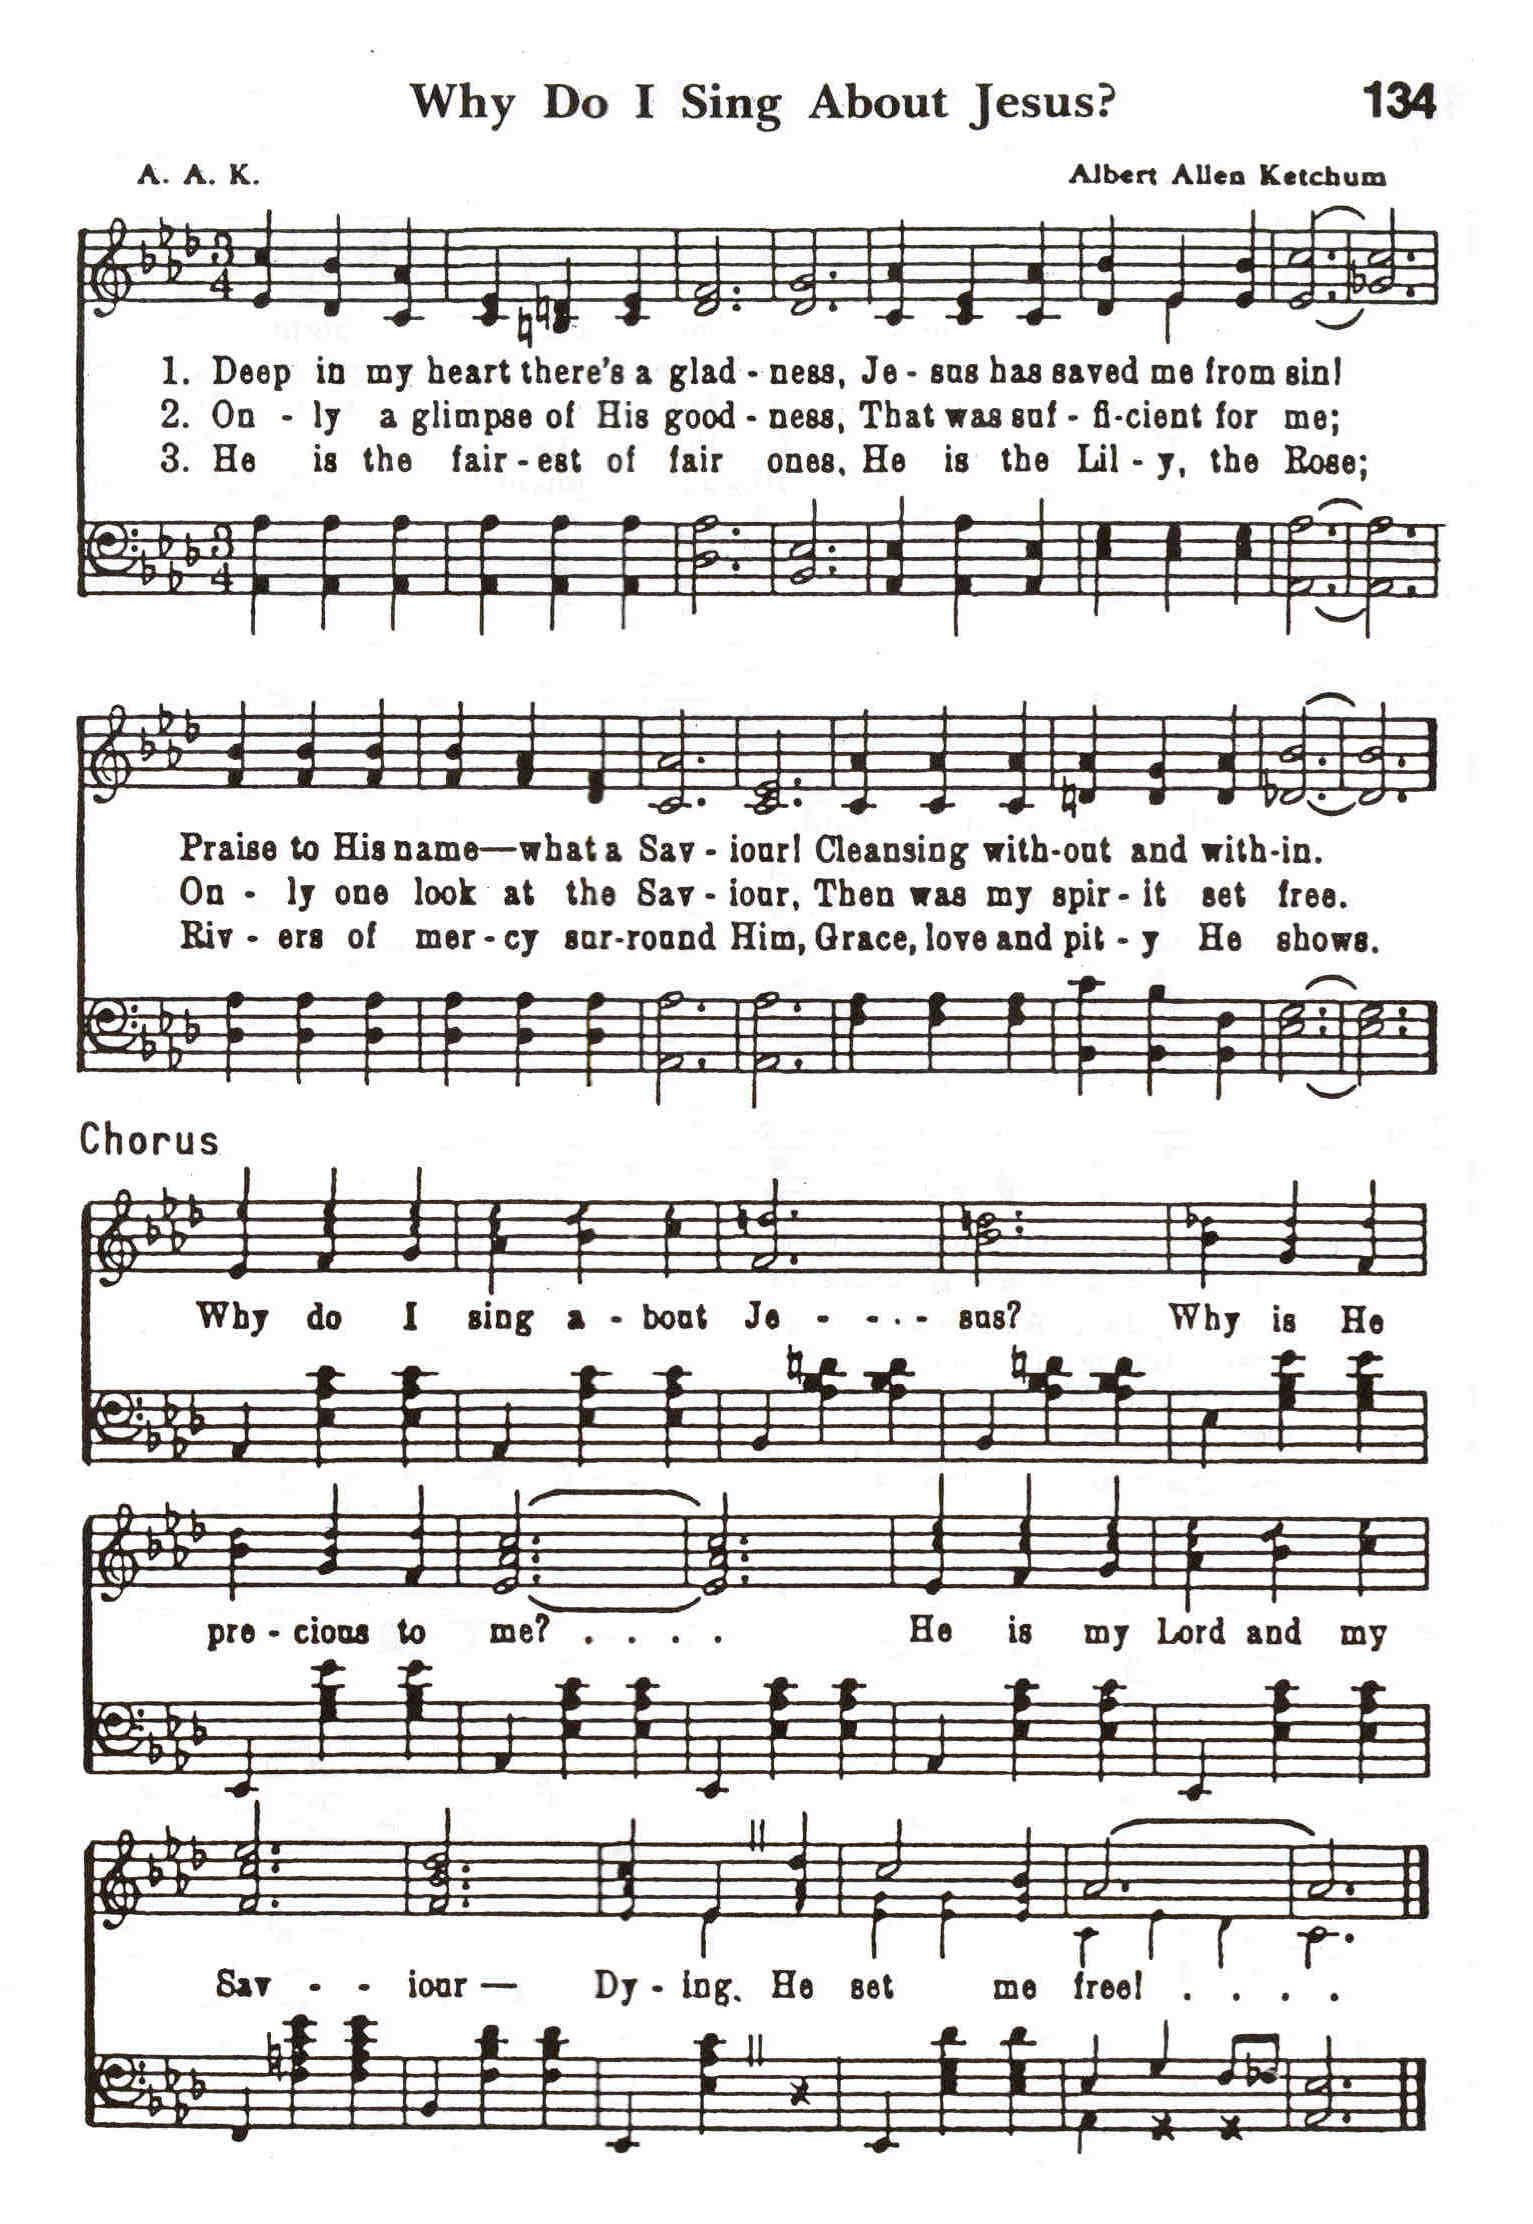 Why Do I Sing About Jesus? 134
A. A. K. Albert Allen Ketchum
1. Deep in my heart there's a glad - ness, Je - sus has saved me from sin!
2. On - ly a glimpse of His good - ness, That was suf - fi-cient for me;
3. He is the fair - est of fair ones, He is the Lil - y, the Rose;
Praise to His name—what a Sav - iour! Cleansing with-out and with-in.
On - ly one look at the Sav - iour, Then was my spir - it set free.
Riv - ers of mer - cy sur-round Him, Grace, love and pit - y He shows.
Chorus
Why do I sing a - bout Je - - - - sus? Why is He
pre - cious to me? . . . . He is my Lord and my
Sav - - iour — Dy - ing, He set me free! . . . .